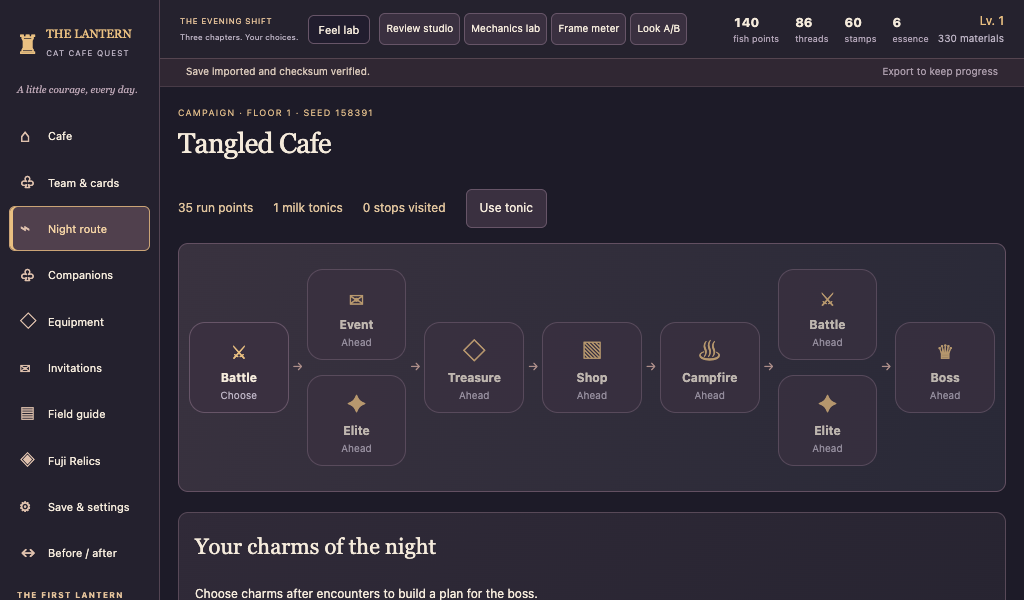 THE LANTERN
CAT CAFE QUEST
A little courage, every day.
Cafe
Team & cards
Night route
Companions
Equipment
Invitations
Field guide
Fuji Relics
Save & settings
Before / after
THE FIRST LANTERN
THE EVENING SHIFT
Three chapters. Your choices.
Feel lab
Review studio
Mechanics lab
Frame meter
Look A/B
140
fish points
86
threads
60
stamps
6
essence
Lv. 1
330 materials
Save imported and checksum verified.
Export to keep progress
CAMPAIGN · FLOOR 1 · SEED 158391
Tangled Cafe
35 run points
1 milk tonics
0 stops visited
Use tonic
Battle
Choose
Event
Ahead
Elite
Ahead
Treasure
Ahead
Shop
Ahead
Campfire
Ahead
Battle
Ahead
Elite
Ahead
Boss
Ahead
Your charms of the night
Choose charms after encounters to build a plan for the boss.